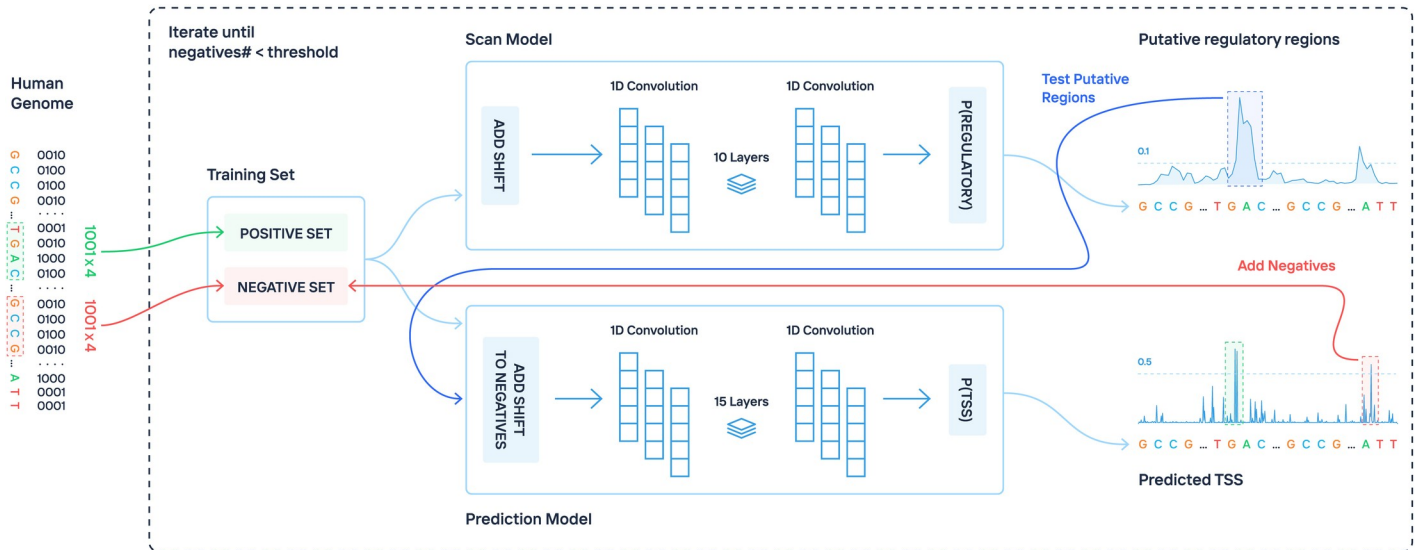 Iterate until
negatives# < threshold
Human
Genome
G 0010
C 0100
C 0100
G 0010
... ....
T 0001
G 0010
A 1000
C 0100
... ....
G 0010
C 0100
C 0100
G 0010
... ....
A 1000
T 0001
T 0001
1001 x 4
1001 x 4
Training Set
POSITIVE SET
NEGATIVE SET
Scan Model
ADD SHIFT
1D Convolution
10 Layers
1D Convolution
P(REGULATORY)
ADD SHIFT
TO NEGATIVES
1D Convolution
15 Layers
1D Convolution
P(TSS)
Prediction Model
Putative regulatory regions
Test Putative
Regions
0.1
G C C G ... T G A C ... G C C G ... A T T
Add Negatives
0.5
G C C G ... T G A C ... G C C G ... A T T
Predicted TSS